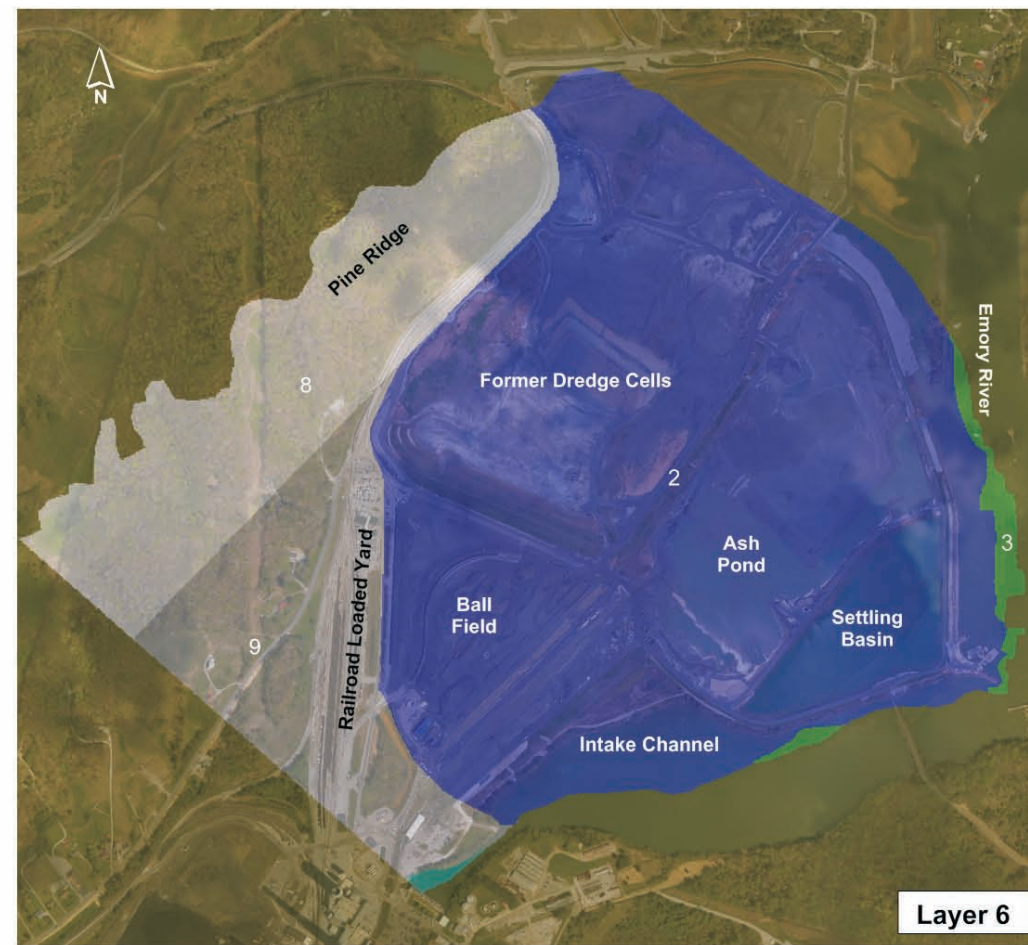 N
Pine Ridge
Emory River
8
Former Dredge Cells
2
Ash
Pond
3
Railroad Loaded Yard
Ball
Field
Settling
Basin
9
Intake Channel
Layer 6